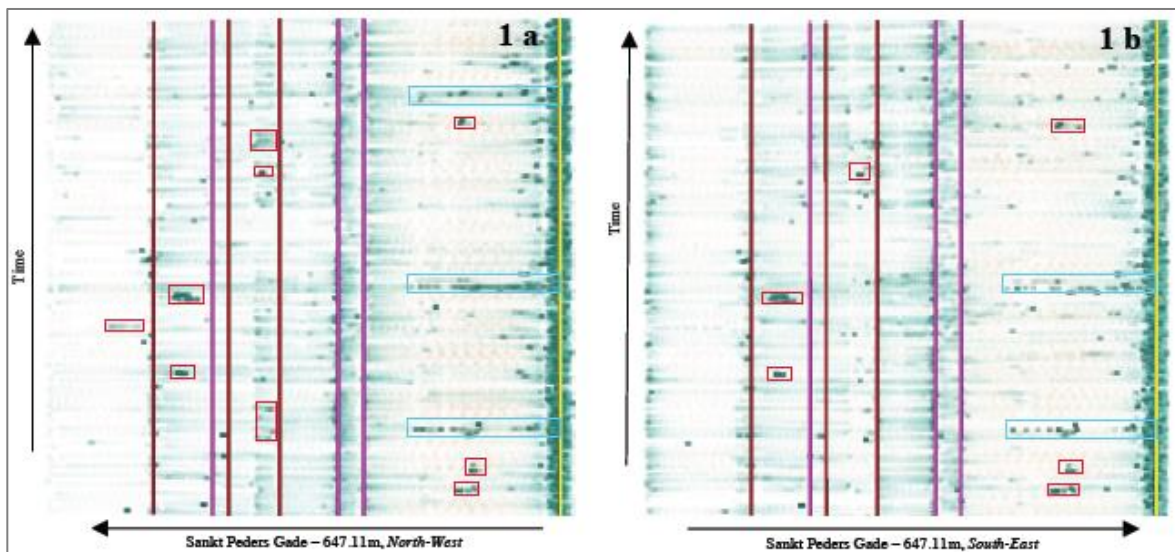 1 a
1 b
Time
Time
Sankt Peders Gade – 647.11m, North-West
Sankt Peders Gade – 647.11m, South-East